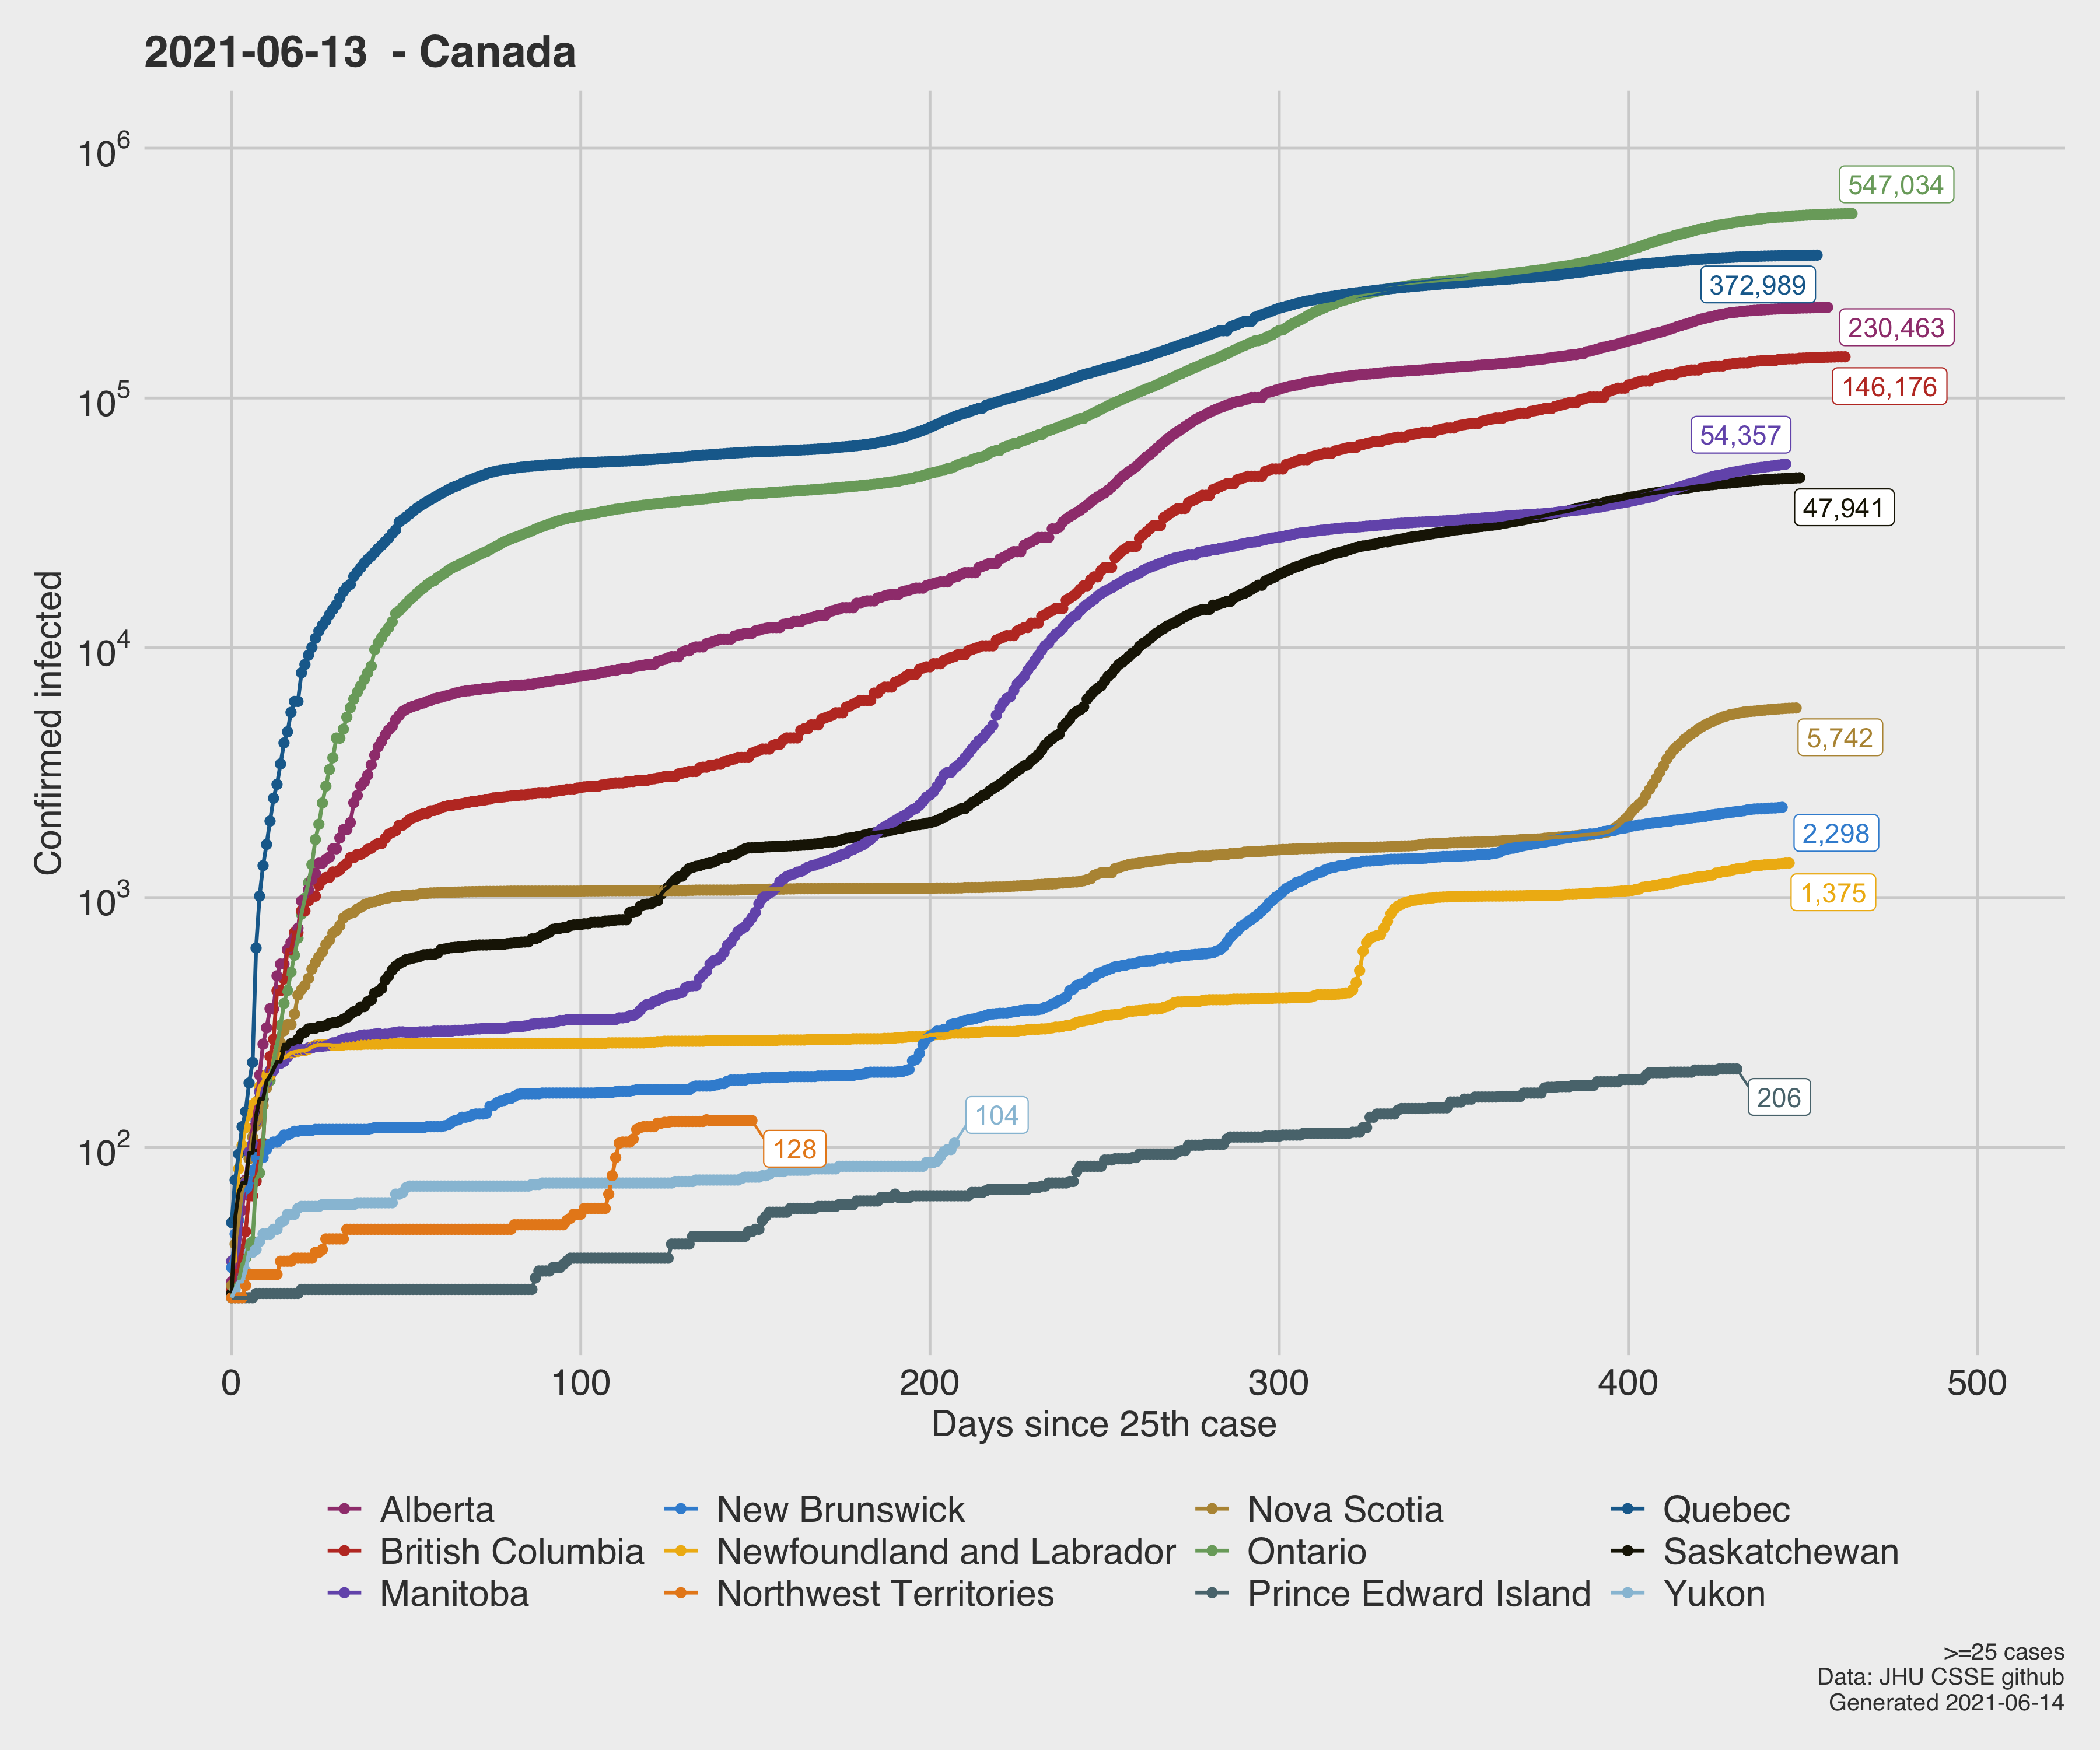 2021-06-13  - Canada
10^6
10^5
10^4
10^3
10^2
Confirmed infected
547,034
372,989
230,463
146,176
54,357
47,941
5,742
2,298
1,375
206
104
128
0 100 200 300 400 500
Days since 25th case
Alberta New Brunswick Nova Scotia Quebec
British Columbia Newfoundland and Labrador Ontario Saskatchewan
Manitoba Northwest Territories Prince Edward Island Yukon
>=25 cases
Data: JHU CSSE github
Generated 2021-06-14